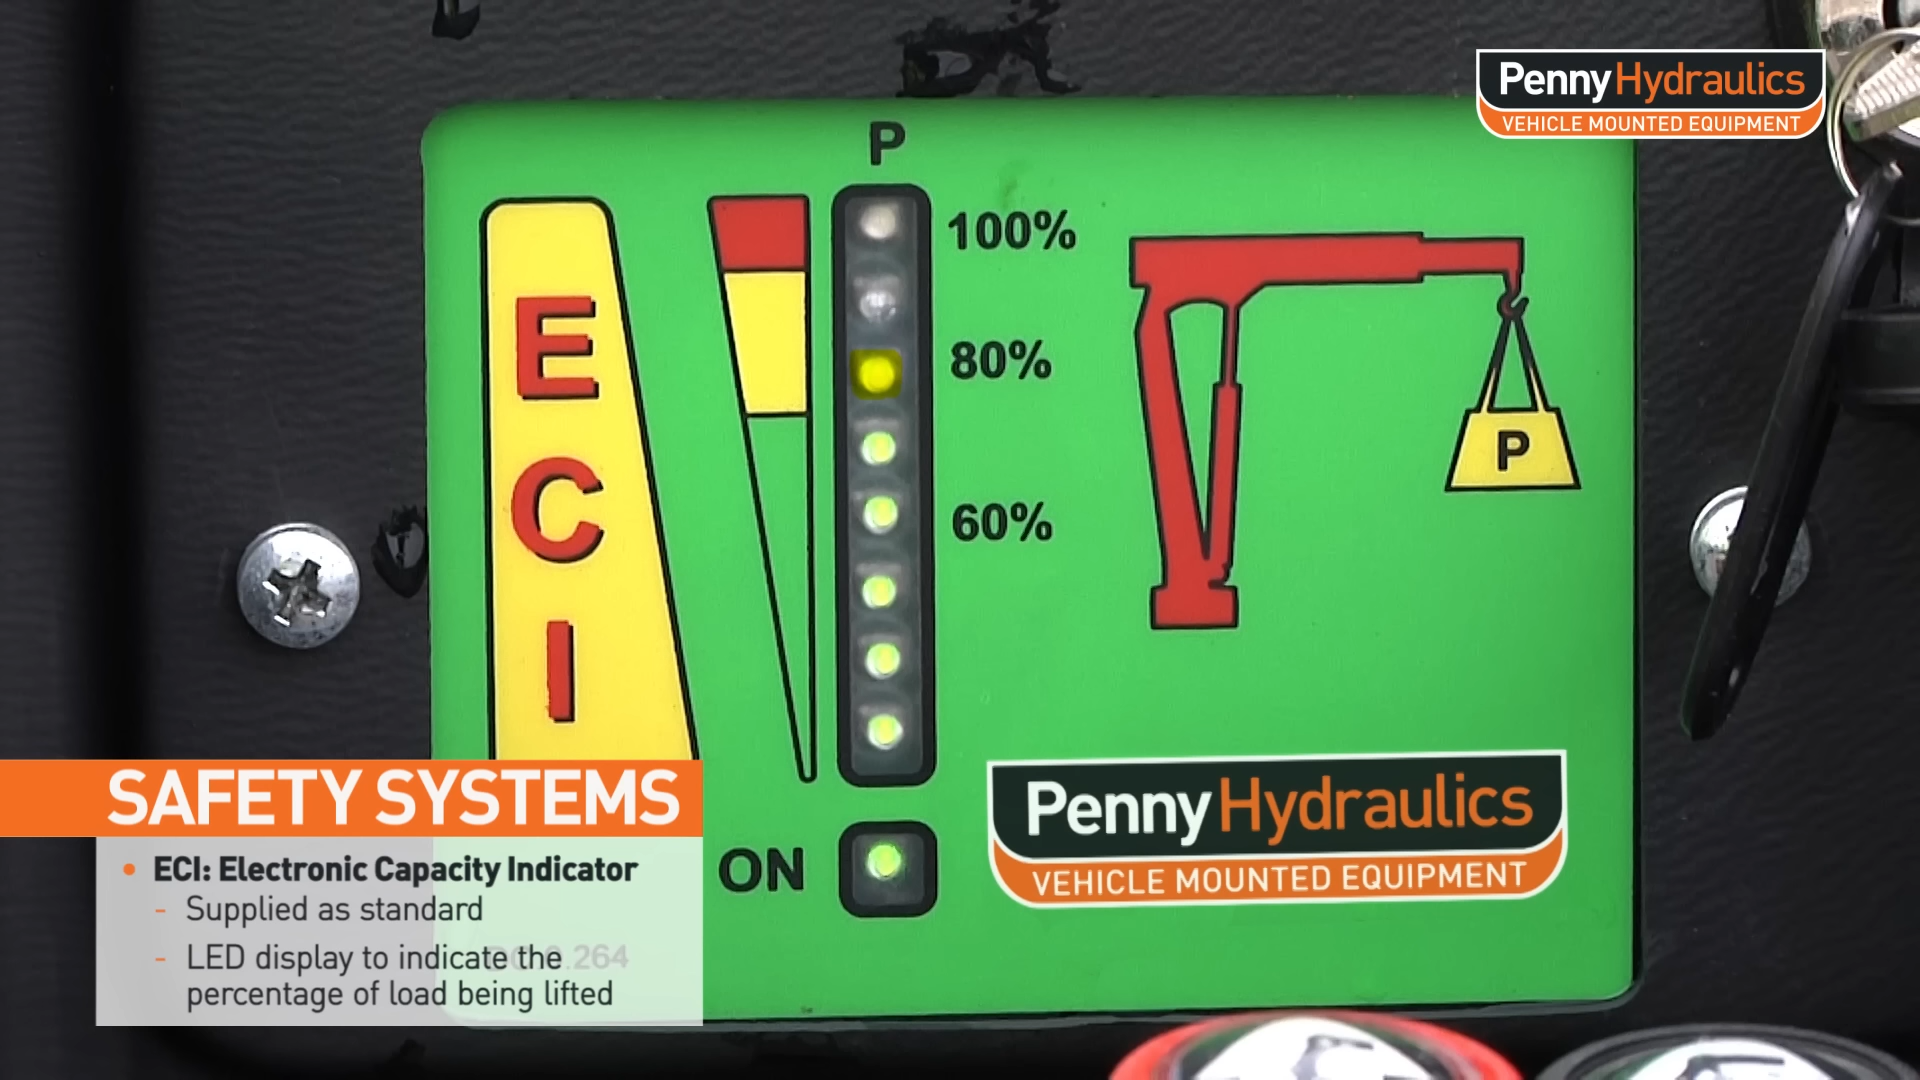 Penny Hydraulics
VEHICLE MOUNTED EQUIPMENT
P
100%
80%
60%
E
C
I
P
ON
Penny Hydraulics
VEHICLE MOUNTED EQUIPMENT
SAFETY SYSTEMS
• ECI: Electronic Capacity Indicator
- Supplied as standard
- LED display to indicate the
percentage of load being lifted